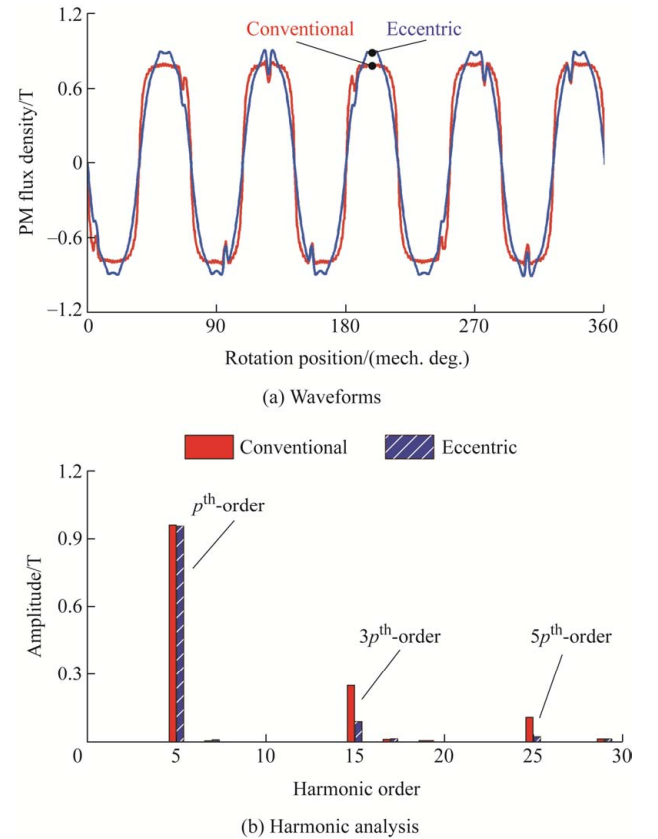 1.2
Conventional
Eccentric
0.6
PM flux density/T
0
−0.6
−1.2
0 90 180 270 360
Rotation position/(mech. deg.)
(a) Waveforms
Conventional Eccentric
1.2
pth-order
0.9
Amplitude/T
0.6
3pth-order 5pth-order
0.3
0 5 10 15 20 25 30
Harmonic order
(b) Harmonic analysis